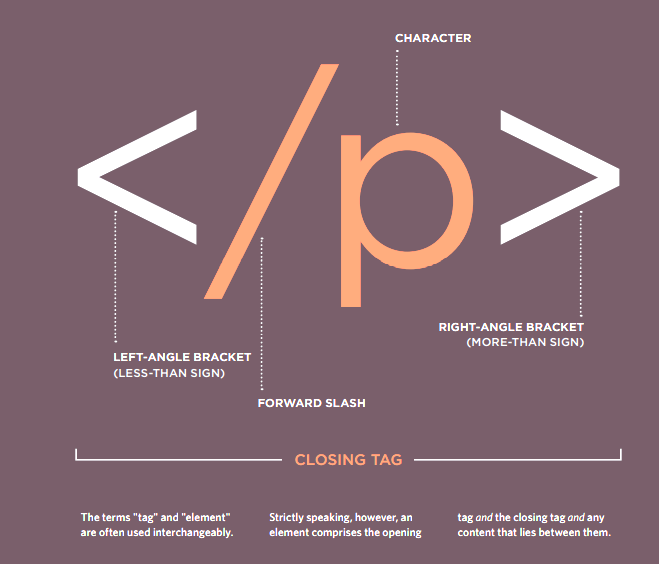 CHARACTER
</p>
RIGHT-ANGLE BRACKET
(MORE-THAN SIGN)
LEFT-ANGLE BRACKET
(LESS-THAN SIGN)
FORWARD SLASH
CLOSING TAG
The terms "tag" and "element"
are often used interchangeably.
Strictly speaking, however, an
element comprises the opening
tag and the closing tag and any
content that lies between them.